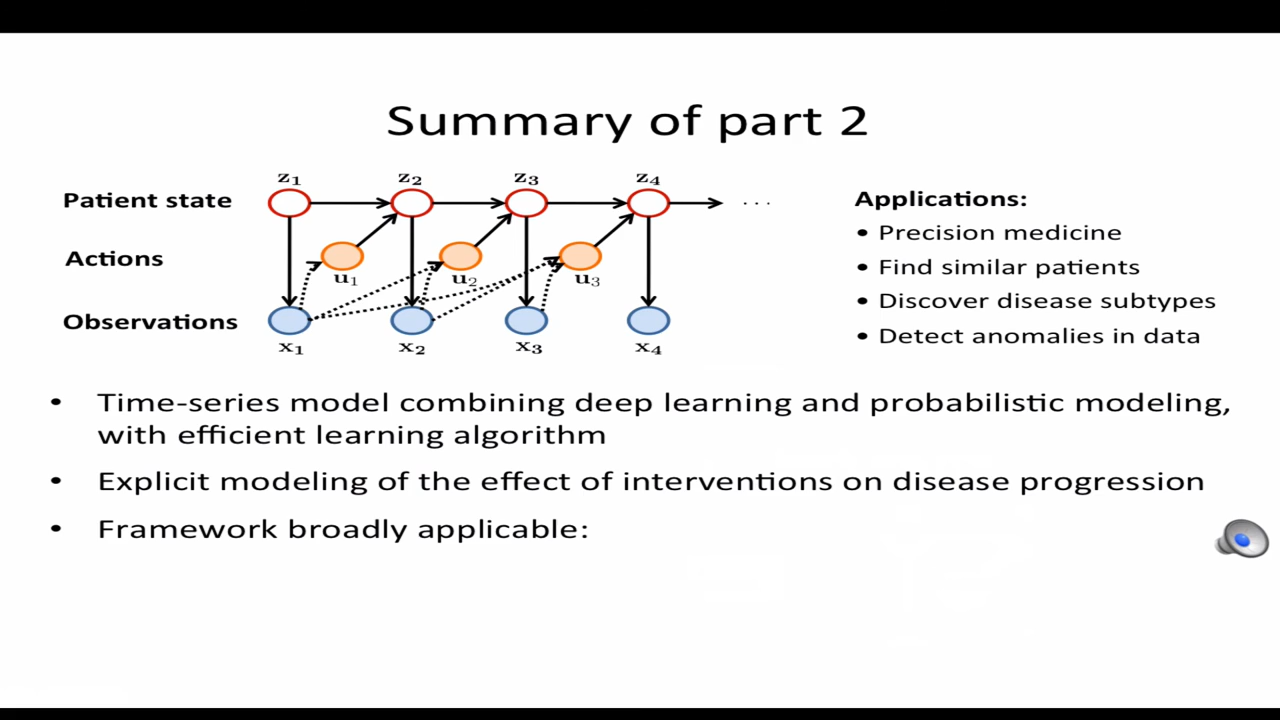 Summary of part 2
z₁ z₂ z₃ z₄
Patient state
...
Actions
u₁ u₂ u₃
Observations
x₁ x₂ x₃ x₄
Applications:
• Precision medicine
• Find similar patients
• Discover disease subtypes
• Detect anomalies in data
• Time-series model combining deep learning and probabilistic modeling,
with efficient learning algorithm
• Explicit modeling of the effect of interventions on disease progression
• Framework broadly applicable: